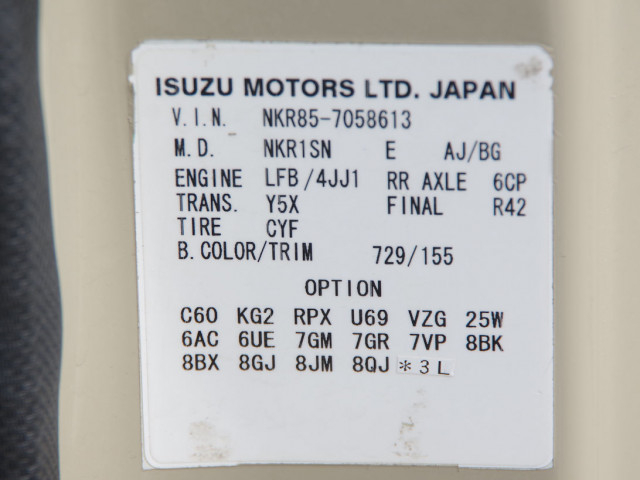 ISUZU MOTORS LTD. JAPAN
V.I.N. NKR85-7058613
M.D. NKR1SN E AJ/BG
ENGINE LFB/4JJ1 RR AXLE 6CP
TRANS. Y5X FINAL R42
TIRE CYF
B.COLOR/TRIM 729/155
OPTION
C60 KG2 RPX U69 VZG 25W
6AC 6UE 7GM 7GR 7VP 8BK
8BX 8GJ 8JM 8QJ *3L